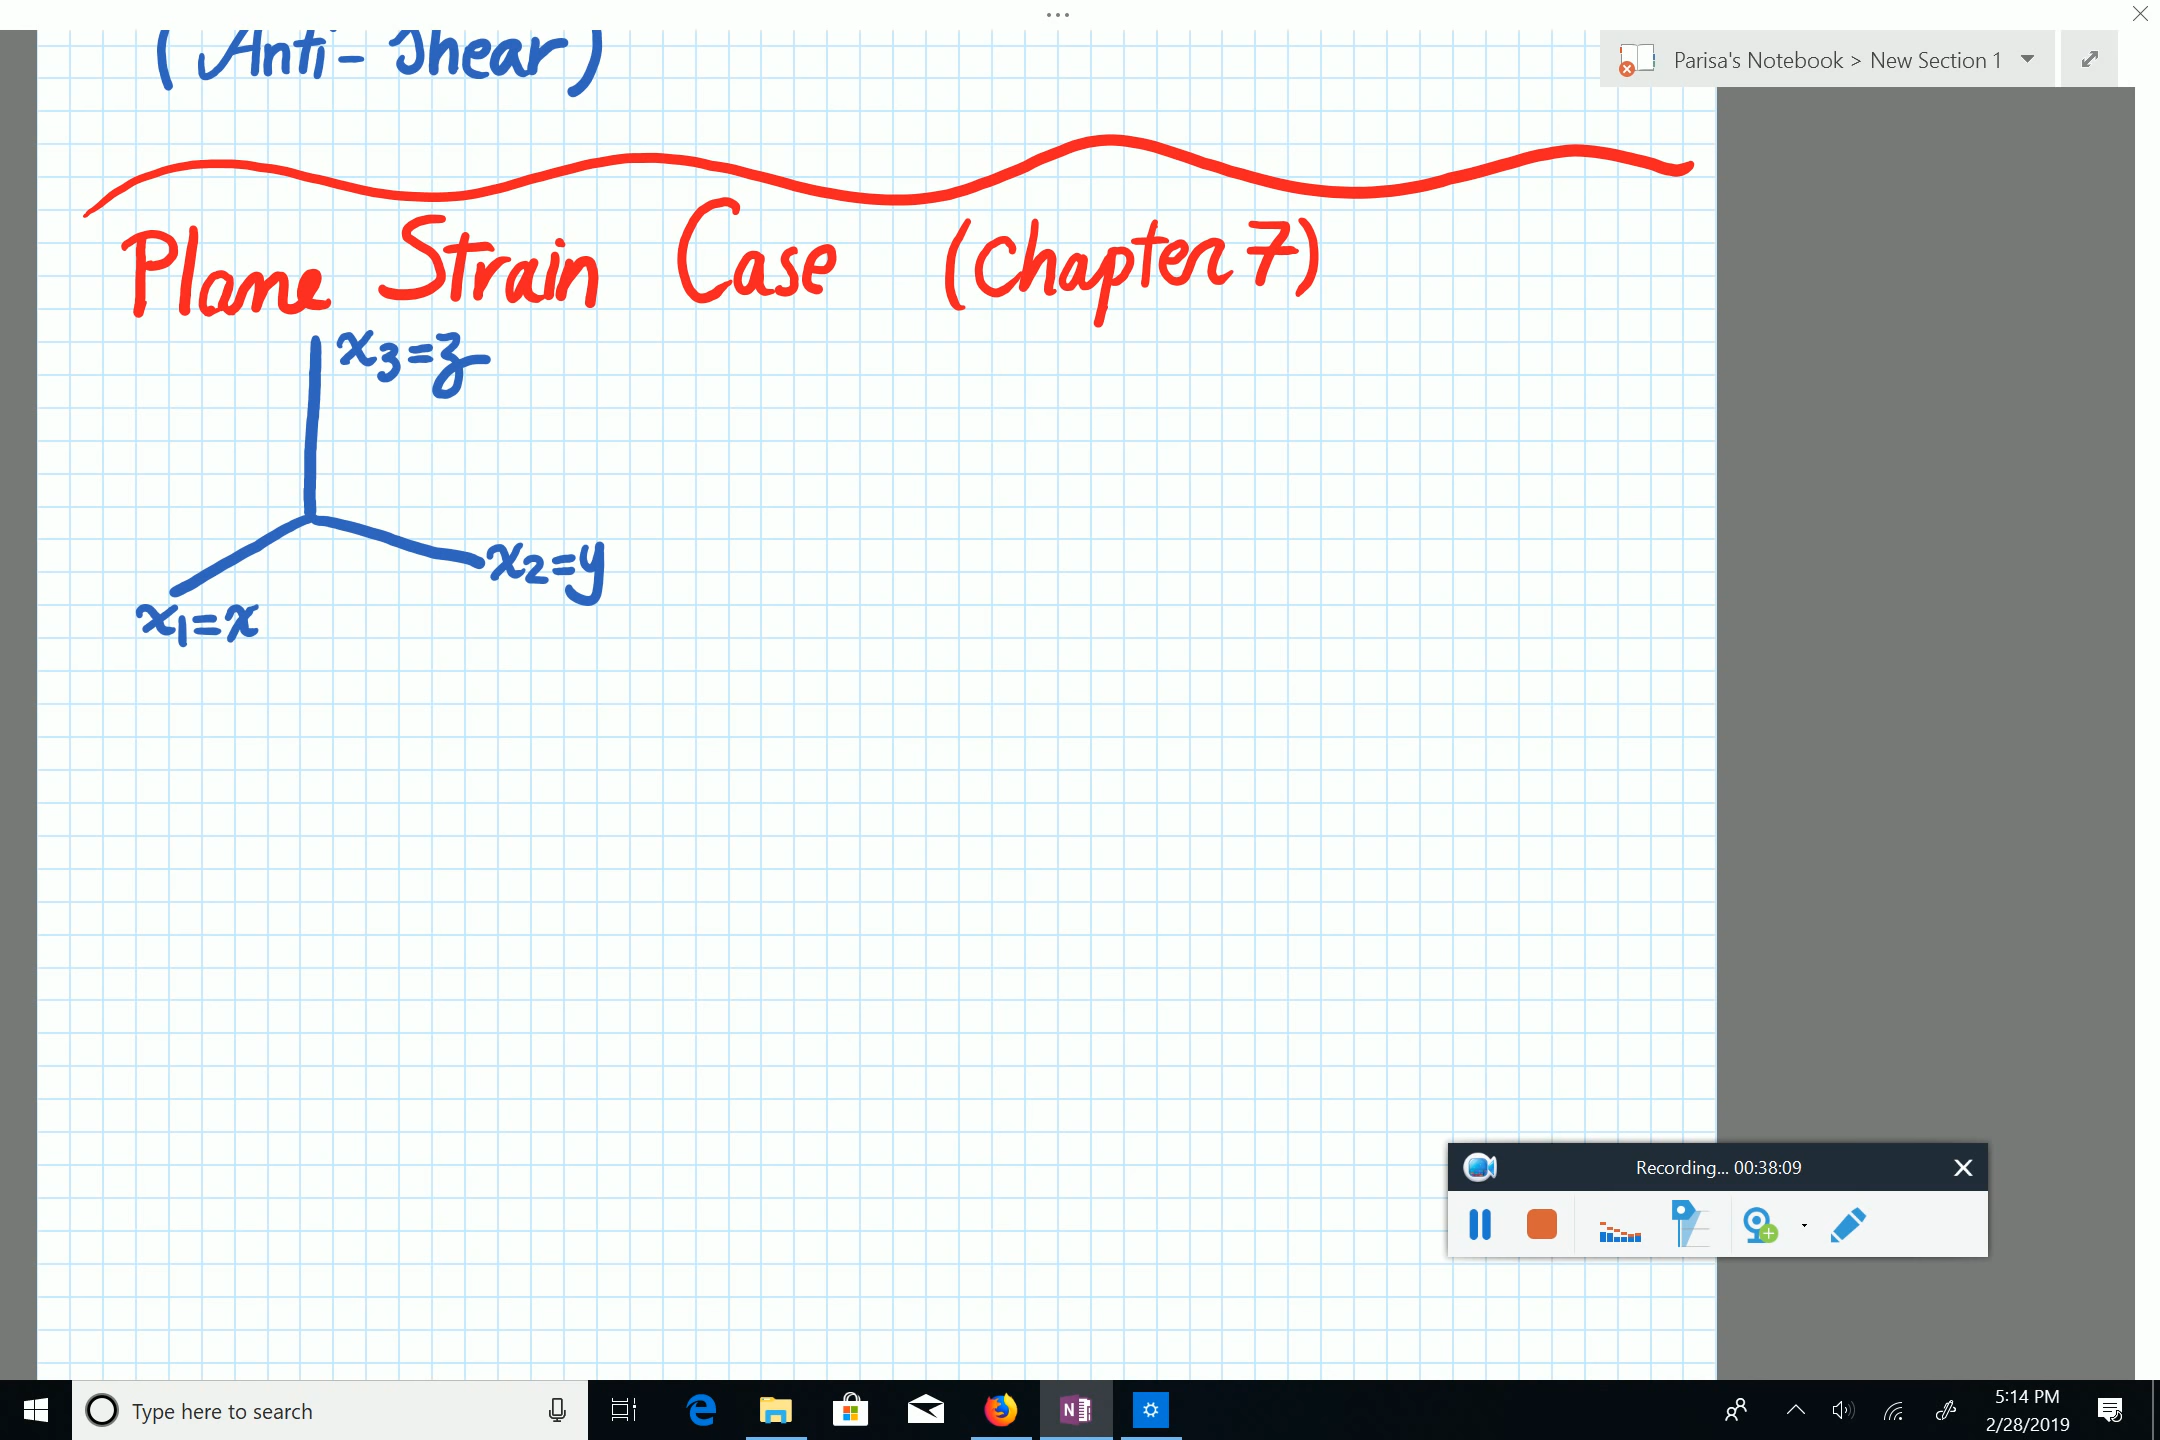 (Anti-Shear)
Parisa's Notebook > New Section 1
Plane Strain Case (Chapter 7)
x3=z
x2=y
x1=x
Recording... 00:38:09
Type here to search
5:14 PM
2/28/2019